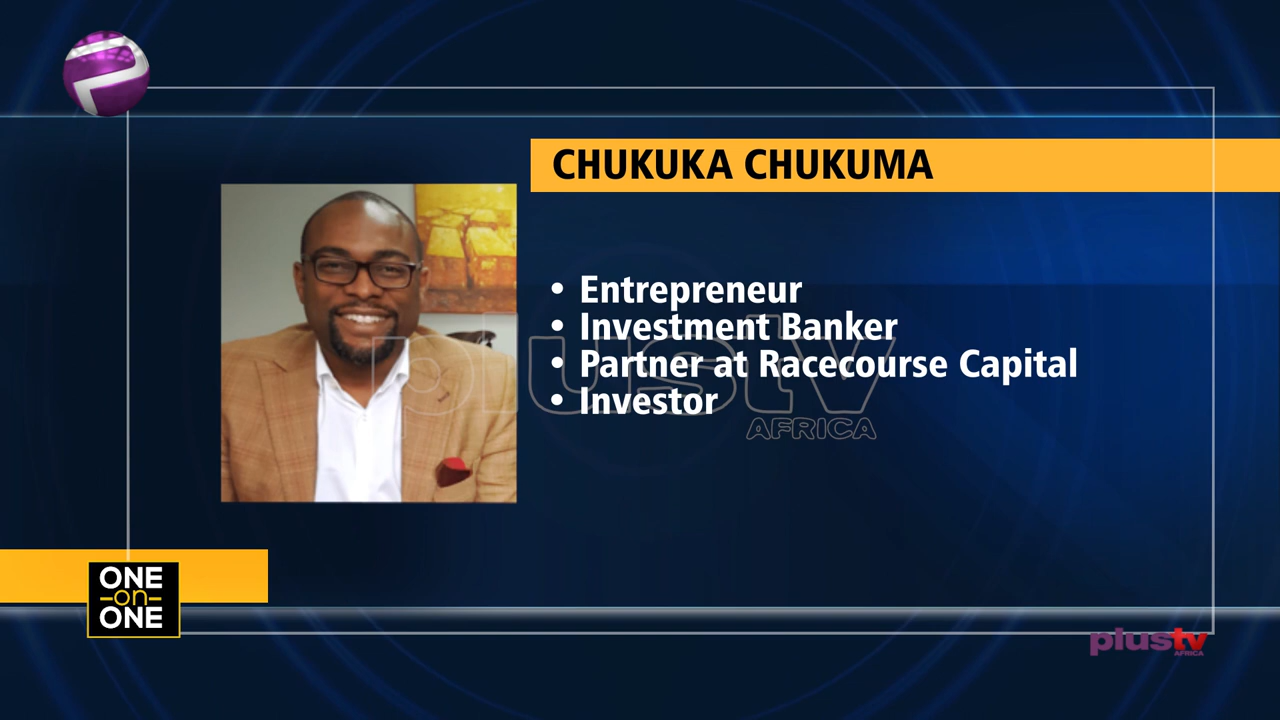 CHUKUKA CHUKUMA
• Entrepreneur
• Investment Banker
• Partner at Racecourse Capital
• Investor
plustv
AFRICA
ONE
-on-
ONE
plustv
AFRICA